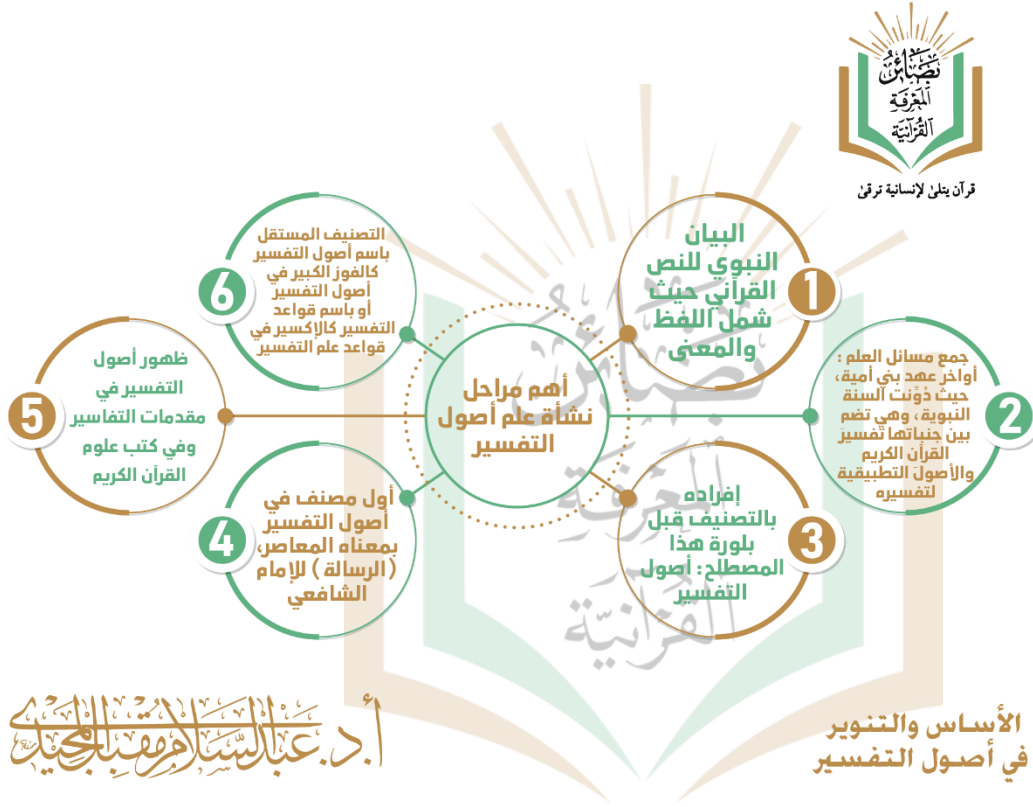 بَصَائِرُ
المَعْرِفَة
القُرْآنِيَّة
قرآن يتلىٰ لإنسانية ترقىٰ
أهم مراحل
نشأة علم أصول
التفسير
1
البيان
النبوي للنص
القرآني حيث
شمل اللفظ
والمعنى
2
جمع مسائل العلم :
أواخر عهد بني أمية،
حيث دُوِّنت السنة
النبوية، وهي تضم
بين جنباتها تفسير
القرآن الكريم
والأصول التطبيقية
لتفسيره
3
إفراده
بالتصنيف قبل
بلورة هذا
المصطلح: أصول
التفسير
4
أول مصنف في
أصول التفسير
بمعناه المعاصر،
(الرسالة) للإمام
الشافعي
5
ظهور أصول
التفسير في
مقدمات التفاسير
وفي كتب علوم
القرآن الكريم
6
التصنيف المستقل
باسم أصول التفسير
كالفوز الكبير في
أصول التفسير
أو باسم قواعد
التفسير كالإكسير في
قواعد علم التفسير
بَصَائِرُ
المَعْرِفَة
القُرْآنِيَّة
الأساس والتنوير
في أصول التفسير
أ.د. عبدالسلام مقبل المجيدي